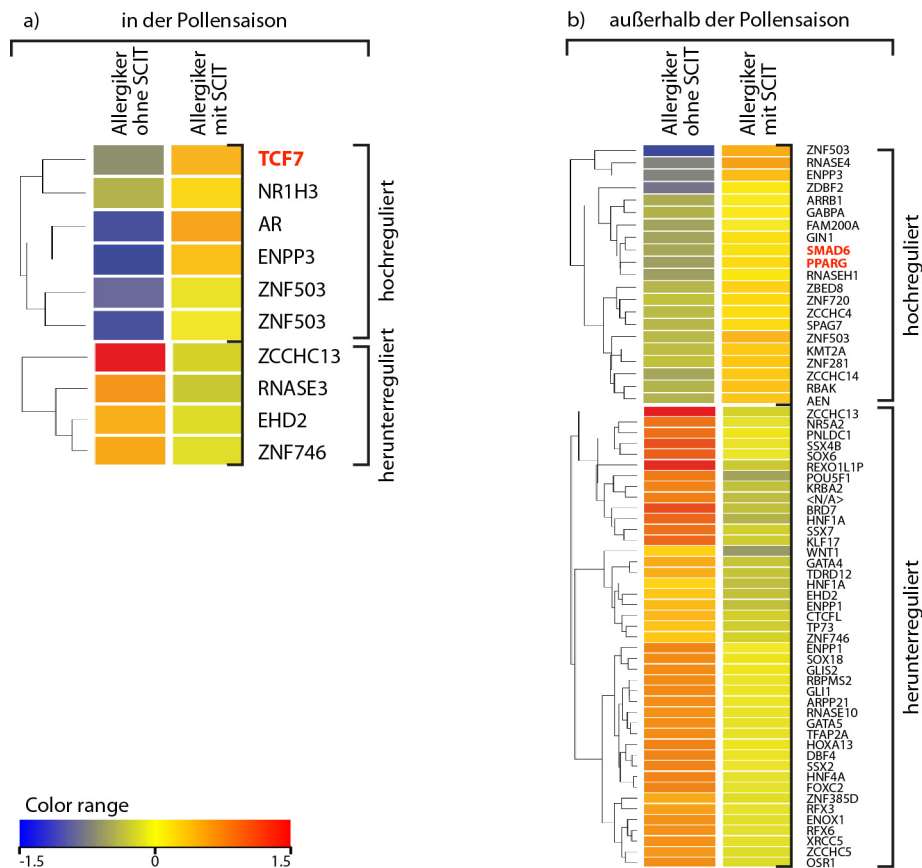 a)
in der Pollensaison
Allergiker
ohne SCIT
Allergiker
mit SCIT
TCF7
NR1H3
AR
ENPP3
ZNF503
ZNF503
hochreguliert
ZCCHC13
RNASE3
EHD2
ZNF746
herunterreguliert
Color range
-1.5
0
1.5
b)
außerhalb der Pollensaison
Allergiker
ohne SCIT
Allergiker
mit SCIT
ZNF503
RNASE4
ENPP3
ZDBF2
ARRB1
GABPA
FAM200A
GIN1
SMAD6
PPARG
RNASEH1
ZBED8
ZNF720
ZCCHC4
SPAG7
ZNF503
KMT2A
ZNF281
ZCCHC14
RBAK
AEN
hochreguliert
ZCCHC13
NR5A2
PNLDC1
SSX4B
SOX6
REXO1L1P
POU5F1
KRBA2
<N/A>
BRD7
HNF1A
SSX7
KLF17
WNT1
GATA4
TDRD12
HNF1A
EHD2
ENPP1
CTCFL
TP73
ZNF746
ENPP1
SOX18
GLIS2
RBPMS2
GLI1
ARPP21
RNASE10
GATA5
TFAP2A
HOXA13
DBF4
SSX2
HNF4A
FOXC2
ZNF385D
RFX3
ENOX1
RFX6
XRCC5
ZCCHC5
OSR1
herunterreguliert